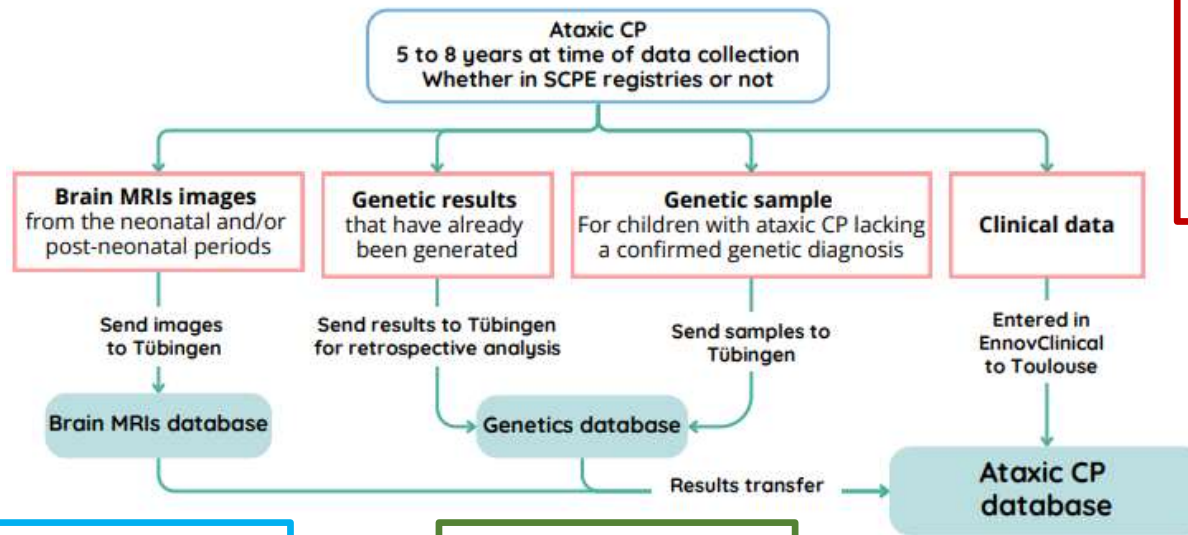 Ataxic CP
5 to 8 years at time of data collection
Whether in SCPE registries or not
Brain MRIs images
from the neonatal and/or
post-neonatal periods
Genetic results
that have already
been generated
Genetic sample
For children with ataxic CP lacking
a confirmed genetic diagnosis
Clinical data
Send images
to Tübingen
Send results to Tübingen
for retrospective analysis
Send samples to
Tübingen
Entered in
EnnovClinical
to Toulouse
Brain MRIs database
Genetics database
Results transfer
Ataxic CP
database